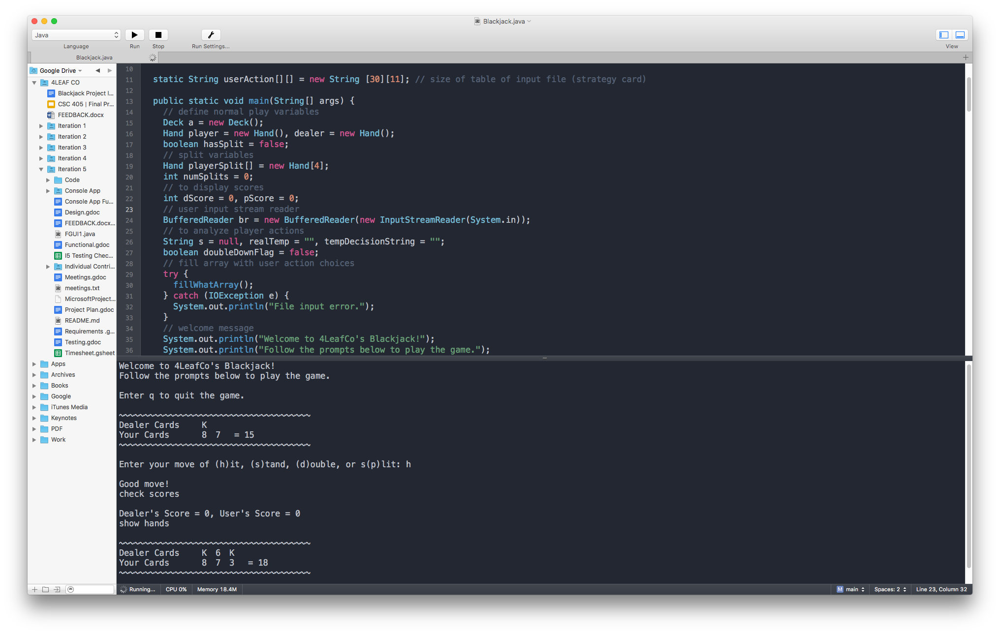 Blackjack.java
Java
Language
Run
Stop
Run Settings...
View
Blackjack.java
Google Drive
4LEAF CO
Blackjack Project I...
CSC 405 | Final Pr...
FEEDBACK.docx
Iteration 1
Iteration 2
Iteration 3
Iteration 4
Iteration 5
Code
Console App
Console App Fu...
Design.gdoc
FEEDBACK.docx...
FGUI1.java
Functional.gdoc
I5 Testing Chec...
Individual Contri...
Meetings.gdoc
meetings.txt
MicrosoftProject...
Project Plan.gdoc
README.md
Requirements .g...
Testing.gdoc
Timesheet.gsheet
Apps
Archives
Books
Google
iTunes Media
Keynotes
PDF
Work
10
11 static String userAction[][] = new String [30][11]; // size of table of input file (strategy card)
12
13 public static void main(String[] args) {
14 // define normal play variables
15 Deck a = new Deck();
16 Hand player = new Hand(), dealer = new Hand();
17 boolean hasSplit = false;
18 // split variables
19 Hand playerSplit[] = new Hand[4];
20 int numSplits = 0;
21 // to display scores
22 int dScore = 0, pScore = 0;
23 // user input stream reader
24 BufferedReader br = new BufferedReader(new InputStreamReader(System.in));
25 // to analyze player actions
26 String s = null, realTemp = "", tempDecisionString = "";
27 boolean doubleDownFlag = false;
28 // fill array with user action choices
29 try {
30 fillWhatArray();
31 } catch (IOException e) {
32 System.out.println("File input error.");
33 }
34 // welcome message
35 System.out.println("Welcome to 4LeafCo's Blackjack!");
36 System.out.println("Follow the prompts below to play the game.");
Welcome to 4LeafCo's Blackjack!
Follow the prompts below to play the game.
Enter q to quit the game.
~~~~~~~~~~~~~~~~~~~~~~~~~~~~~~~~~~~~~~
Dealer Cards K
Your Cards 8 7 = 15
~~~~~~~~~~~~~~~~~~~~~~~~~~~~~~~~~~~~~~
Enter your move of (h)it, (s)tand, (d)ouble, or s(p)lit: h
Good move!
check scores
Dealer's Score = 0, User's Score = 0
show hands
~~~~~~~~~~~~~~~~~~~~~~~~~~~~~~~~~~~~~~
Dealer Cards K 6 K
Your Cards 8 7 3 = 18
~~~~~~~~~~~~~~~~~~~~~~~~~~~~~~~~~~~~~~
Running... CPU 0% Memory 18.4M M main Spaces: 2 Line 23, Column 32